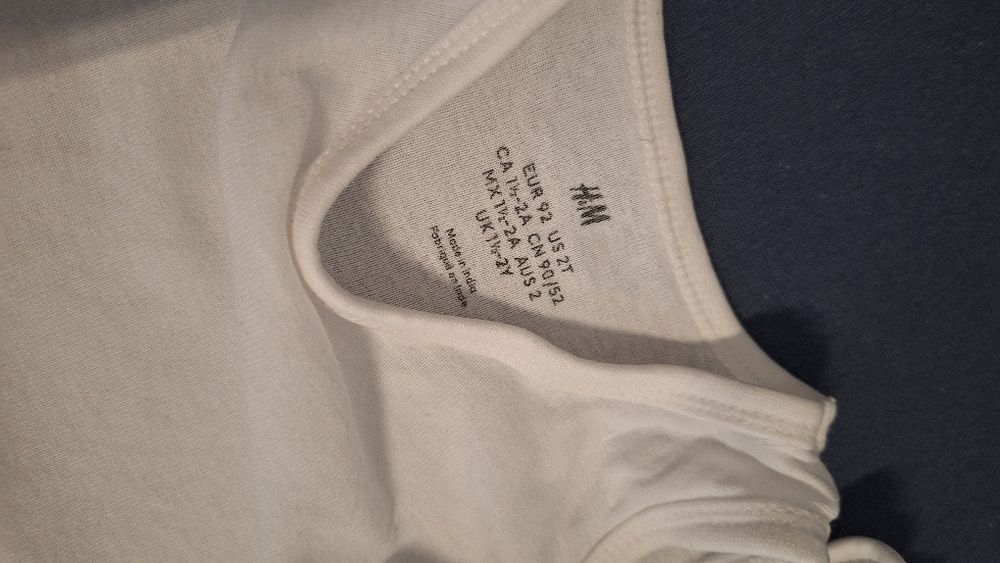 H&M
EUR 92 US 2T
CA 1½-2A CN 90/52
MX 1½-2A AUS 2
UK 1½-2Y
Made in India
Fabriqué en Inde